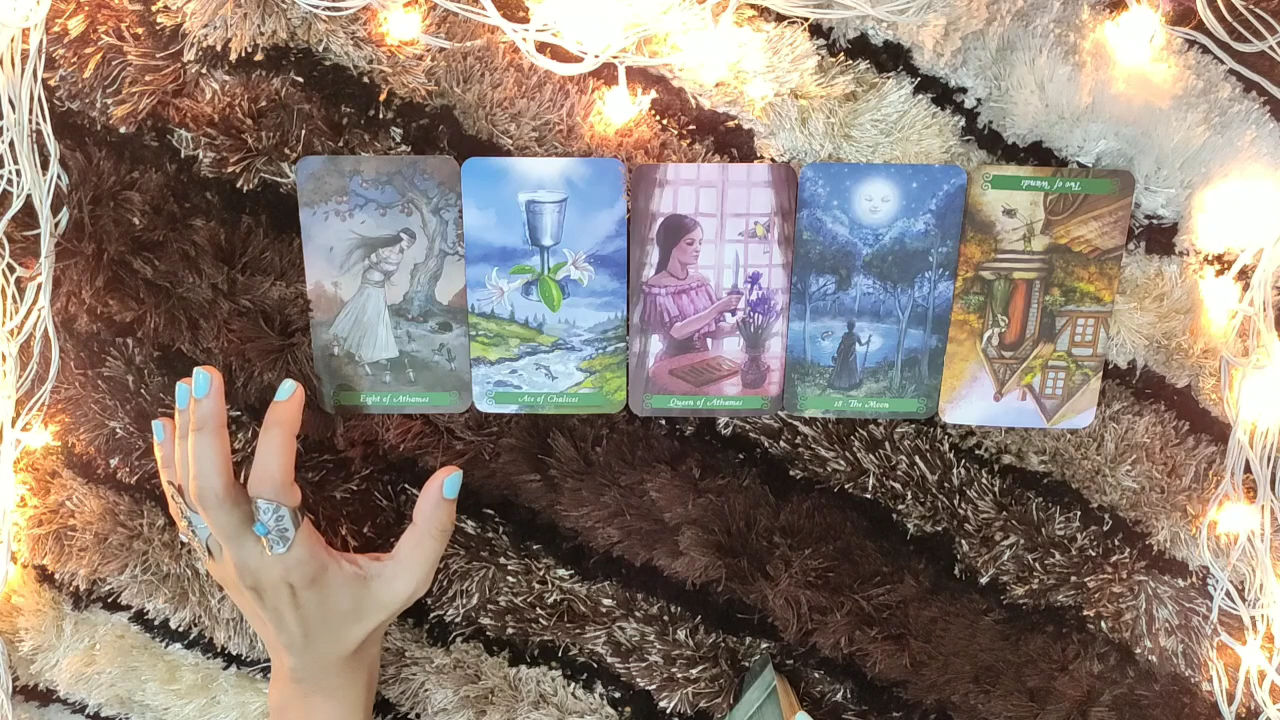 Eight of Athames
Ace of Chalices
Queen of Athames
18 - The Moon
Two of Wands